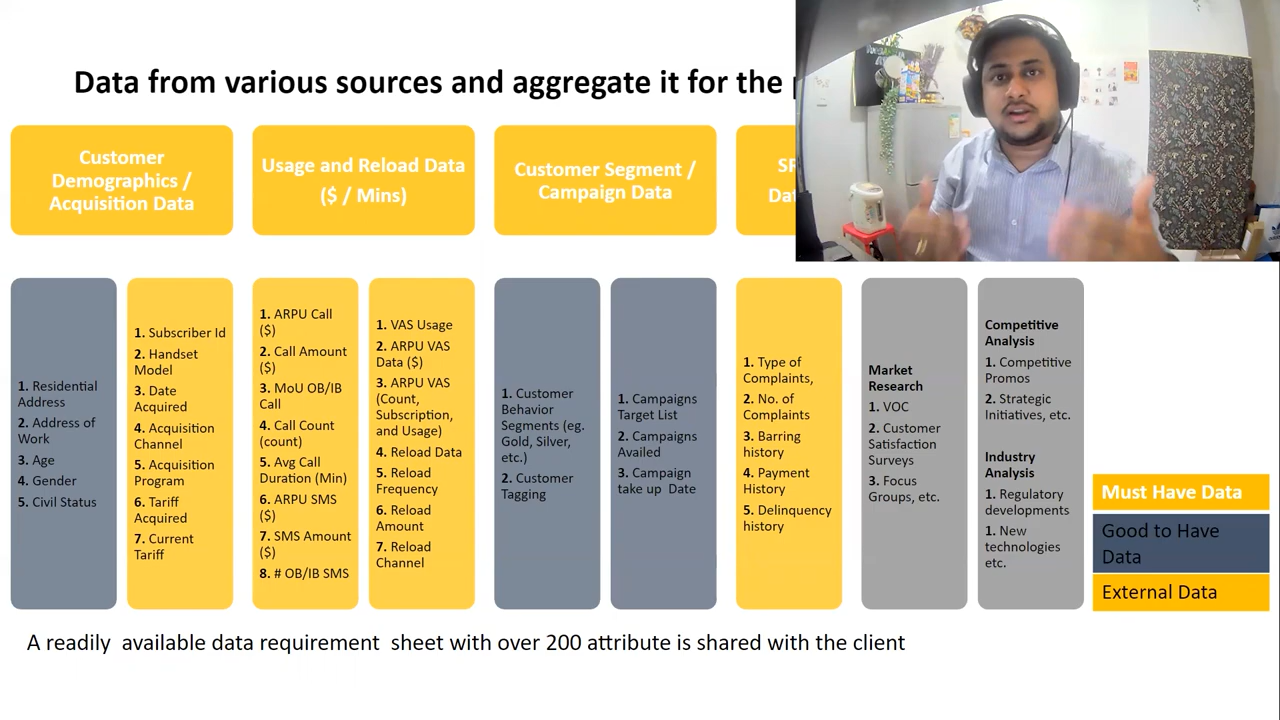 Data from various sources and aggregate it for the
Customer
Demographics /
Acquisition Data
Usage and Reload Data
($ / Mins)
Customer Segment /
Campaign Data
1. Residential
Address
2. Address of
Work
3. Age
4. Gender
5. Civil Status
1. Subscriber Id
2. Handset
Model
3. Date
Acquired
4. Acquisition
Channel
5. Acquisition
Program
6. Tariff
Acquired
7. Current
Tariff
1. ARPU Call
($)
2. Call Amount
($)
3. MoU OB/IB
Call
4. Call Count
(count)
5. Avg Call
Duration (Min)
6. ARPU SMS
($)
7. SMS Amount
($)
8. # OB/IB SMS
1. VAS Usage
2. ARPU VAS
Data ($)
3. ARPU VAS
(Count,
Subscription,
and Usage)
4. Reload Data
5. Reload
Frequency
6. Reload
Amount
7. Reload
Channel
1. Customer
Behavior
Segments (eg.
Gold, Silver,
etc.)
2. Customer
Tagging
1. Campaigns
Target List
2. Campaigns
Availed
3. Campaign
take up  Date
1. Type of
Complaints,
2. No. of
Complaints
3. Barring
history
4. Payment
History
5. Delinquency
history
Market
Research
1. VOC
2. Customer
Satisfaction
Surveys
3. Focus
Groups, etc.
Competitive
Analysis
1. Competitive
Promos
2. Strategic
Initiatives, etc.
Industry
Analysis
1. Regulatory
developments
1. New
technologies
etc.
Must Have Data
Good to Have
Data
External Data
A readily  available data requirement  sheet with over 200 attribute is shared with the client